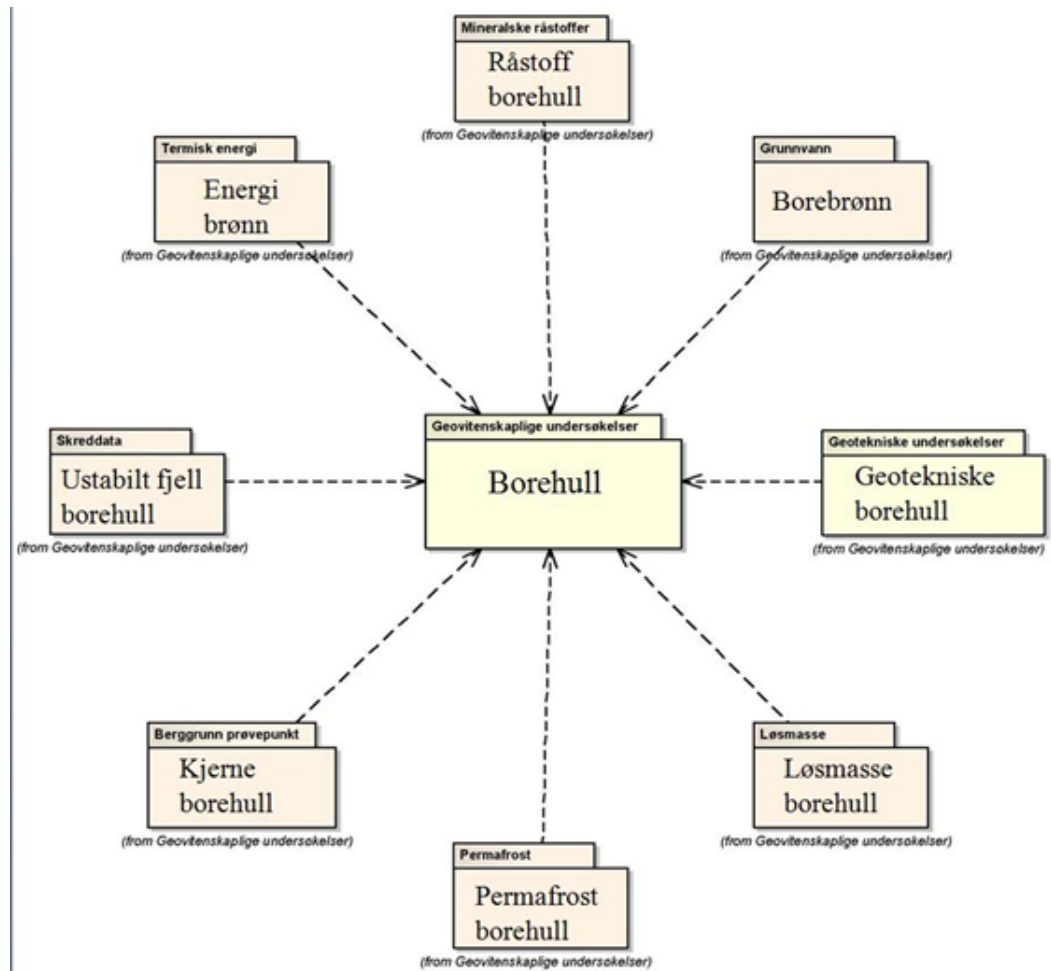 Mineralske råstoffer
Råstoff
borehull
(from Geovitenskaplige undersøkelser)
Termisk energi
Energi
brønn
(from Geovitenskaplige undersøkelser)
Grunnvann
Borebrønn
(from Geovitenskaplige undersøkelser)
Skreddata
Ustabilt fjell
borehull
(from Geovitenskaplige undersøkelser)
Geovitenskaplige undersøkelser
Borehull
Geotekniske undersøkelser
Geotekniske
borehull
(from Geovitenskaplige undersøkelser)
Berggrunn prøvepunkt
Kjerne
borehull
(from Geovitenskaplige undersøkelser)
Løsmasse
Løsmasse
borehull
(from Geovitenskaplige undersøkelser)
Permafrost
Permafrost
borehull
(from Geovitenskaplige undersøkelser)